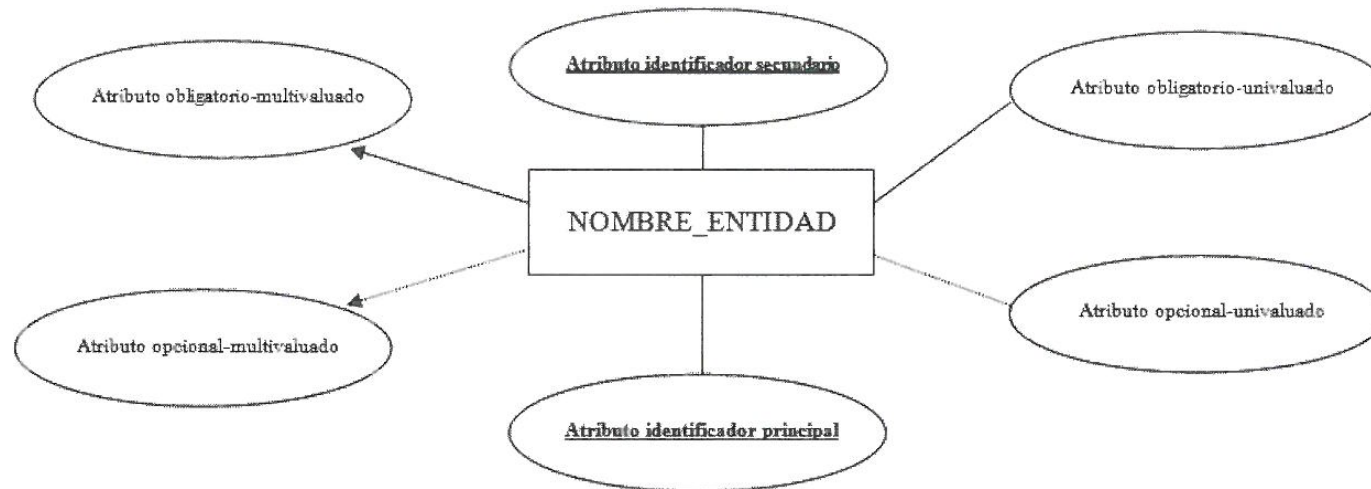 Atributo identificador secundario
Atributo obligatorio-multivaluado
Atributo obligatorio-univaluado
NOMBRE_ENTIDAD
Atributo opcional-multivaluado
Atributo opcional-univaluado
Atributo identificador principal